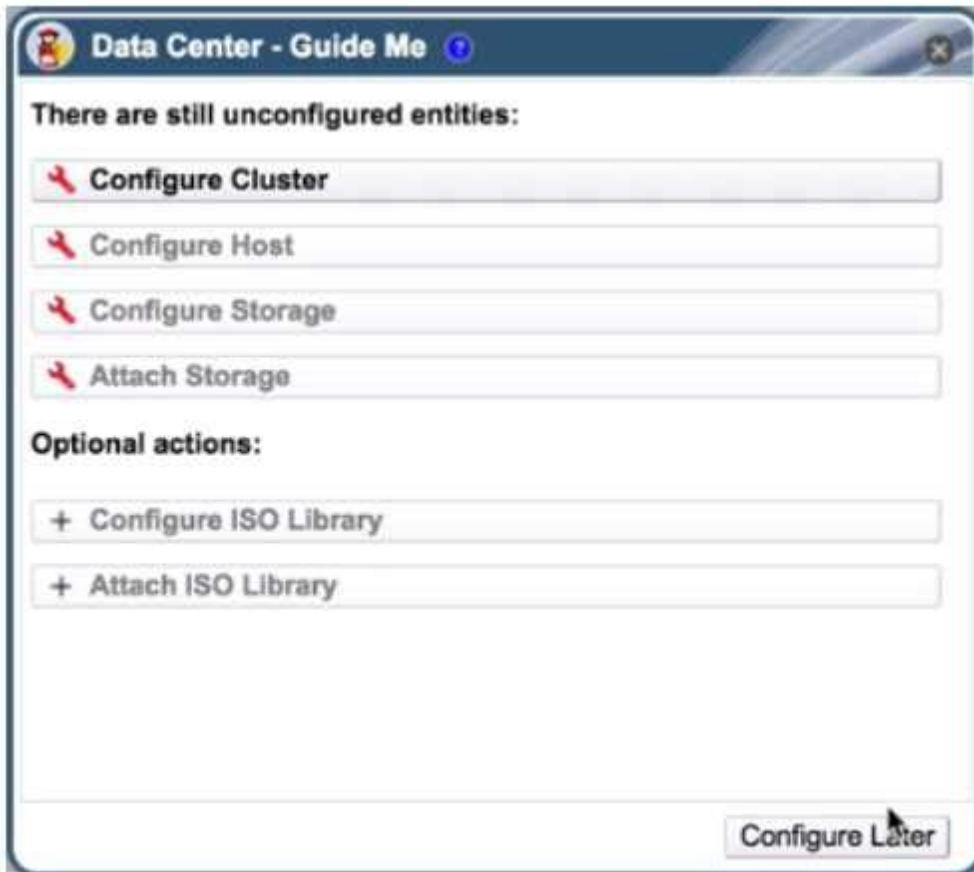 Data Center - Guide Me ?
There are still unconfigured entities:
Configure Cluster
Configure Host
Configure Storage
Attach Storage
Optional actions:
+ Configure ISO Library
+ Attach ISO Library
Configure Later